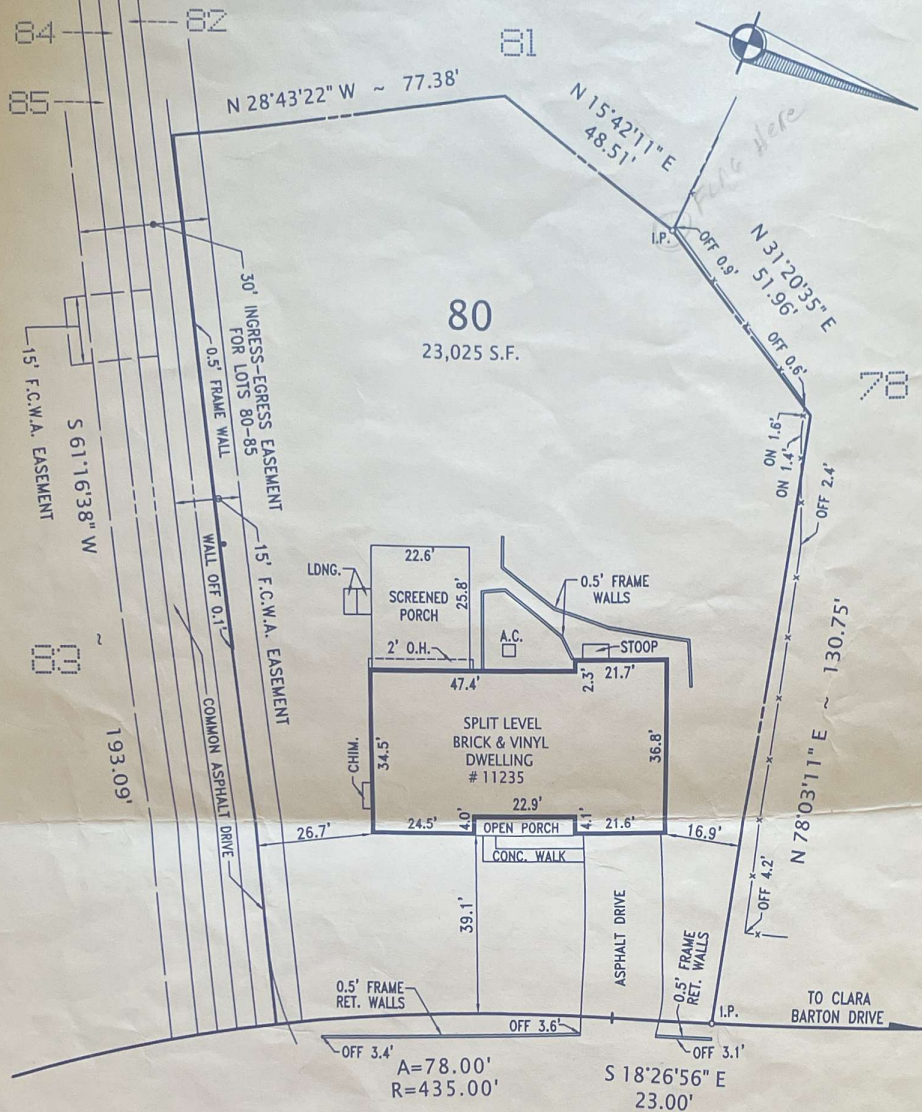 84
82
81
85
N 28°43'22" W ~ 77.38'
N 15°42'11" E
48.51'
FLAG Here
I.P.
OFF 0.9'
N 31°20'35" E
51.96'
OFF 0.6'
78
80
23,025 S.F.
30' INGRESS-EGRESS EASEMENT
FOR LOTS 80-85
0.5' FRAME WALL
15' F.C.W.A. EASEMENT
S 61°16'38" W ~ 193.09'
83
ON 1.6'
ON 1.4'
OFF 2.4'
WALL OFF 0.1'
15' F.C.W.A. EASEMENT
COMMON ASPHALT DRIVE
LDNG.
22.6'
SCREENED
PORCH
25.8'
2' O.H.
A.C.
0.5' FRAME
WALLS
STOOP
47.4'
2.3'
21.7'
N 78°03'11" E ~ 130.75'
CHIM.
34.5'
SPLIT LEVEL
BRICK & VINYL
DWELLING
# 11235
36.8'
22.9'
24.5'
4.0'
OPEN PORCH
4.1'
21.6'
26.7'
16.9'
CONC. WALK
OFF 4.2'
39.1'
ASPHALT DRIVE
0.5' FRAME
RET. WALLS
0.5' FRAME
RET. WALLS
I.P.
TO CLARA
BARTON DRIVE
OFF 3.6'
OFF 3.4'
OFF 3.1'
A=78.00'
R=435.00'
S 18°26'56" E
23.00'